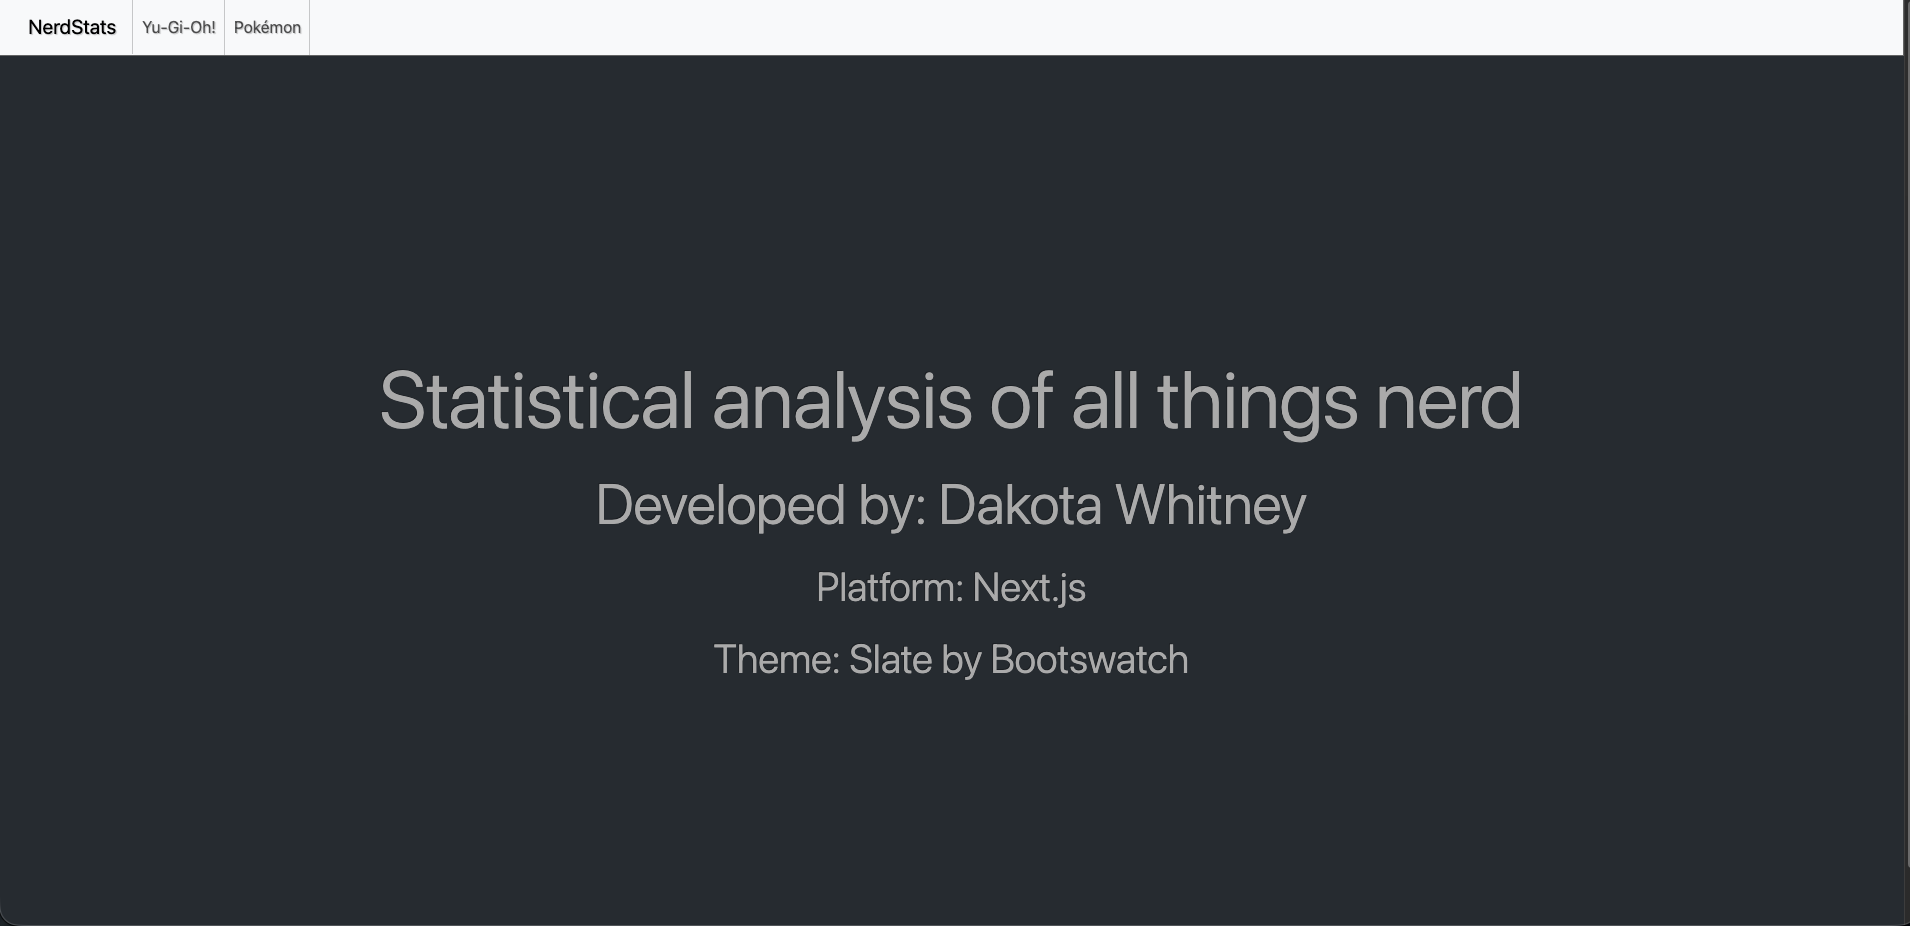 NerdStats Yu-Gi-Oh! Pokémon
Statistical analysis of all things nerd
Developed by: Dakota Whitney
Platform: Next.js
Theme: Slate by Bootswatch